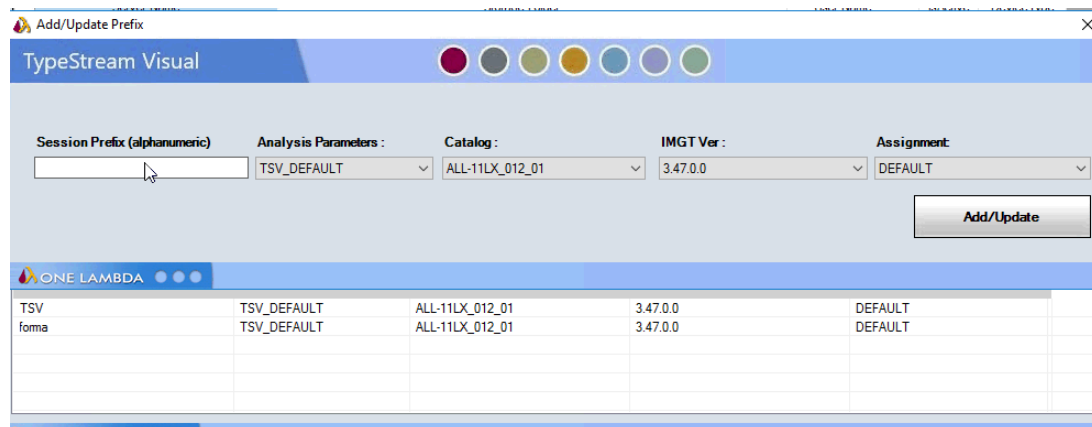 Add/Update Prefix
TypeStream Visual
Session Prefix (alphanumeric) Analysis Parameters : Catalog : IMGT Ver : Assignment:
TSV_DEFAULT ALL-11LX_012_01 3.47.0.0 DEFAULT
Add/Update
ONE LAMBDA
TSV TSV_DEFAULT ALL-11LX_012_01 3.47.0.0 DEFAULT
forma TSV_DEFAULT ALL-11LX_012_01 3.47.0.0 DEFAULT